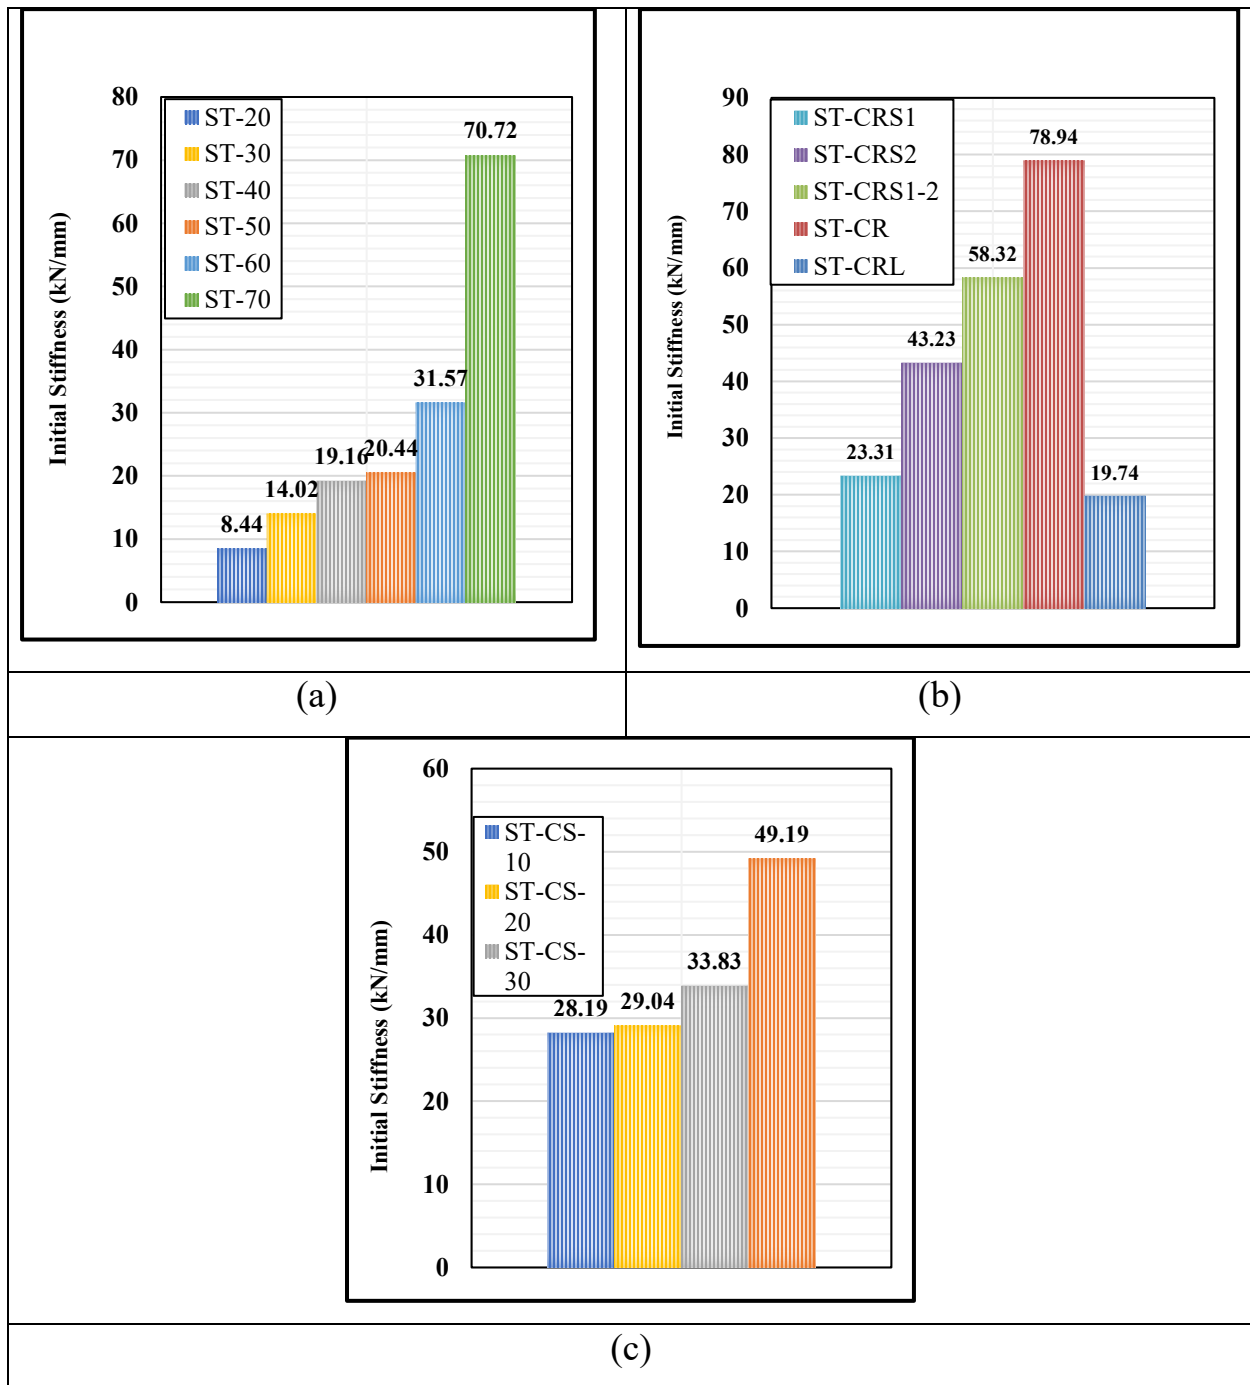 80
70
60
50
40
30
20
10
0
Initial Stiffness (kN/mm)
ST-20
ST-30
ST-40
ST-50
ST-60
ST-70
8.44
14.02
19.16
20.44
31.57
70.72
(a)
90
80
70
60
50
40
30
20
10
0
Initial Stiffness (kN/mm)
ST-CRS1
ST-CRS2
ST-CRS1-2
ST-CR
ST-CRL
23.31
43.23
58.32
78.94
19.74
(b)
60
50
40
30
20
10
0
Initial Stiffness (kN/mm)
ST-CS-
10
ST-CS-
20
ST-CS-
30
28.19
29.04
33.83
49.19
(c)